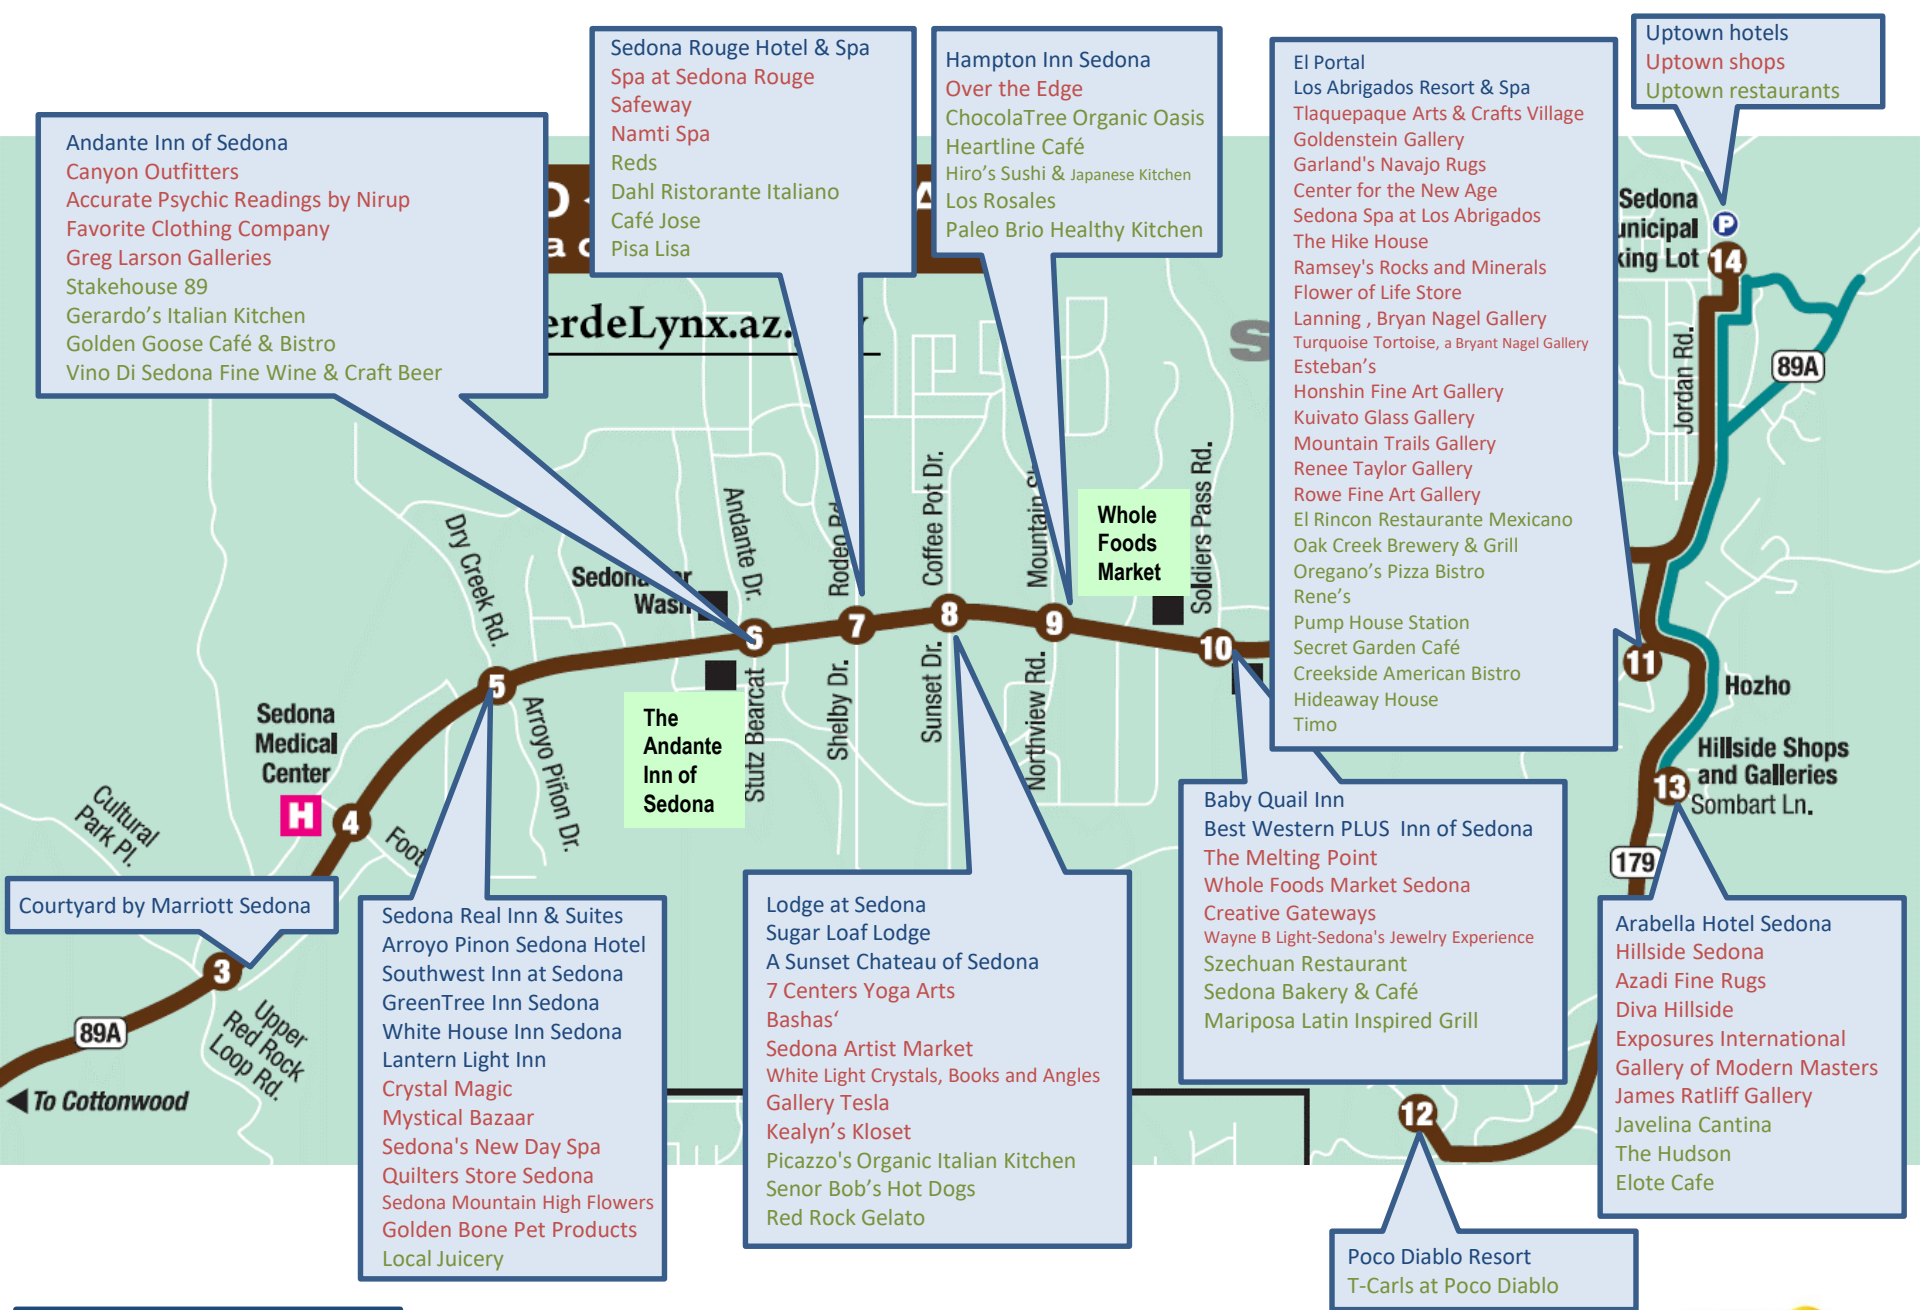 Uptown hotels
Uptown shops
Uptown restaurants
Sedona Rouge Hotel & Spa
Spa at Sedona Rouge
Safeway
Namti Spa
Reds
Dahl Ristorante Italiano
Café Jose
Pisa Lisa
Hampton Inn Sedona
Over the Edge
ChocolaTree Organic Oasis
Heartline Café
Hiro's Sushi & Japanese Kitchen
Los Rosales
Paleo Brio Healthy Kitchen
El Portal
Los Abrigados Resort & Spa
Tlaquepaque Arts & Crafts Village
Goldenstein Gallery
Garland's Navajo Rugs
Center for the New Age
Sedona Spa at Los Abrigados
The Hike House
Ramsey's Rocks and Minerals
Flower of Life Store
Lanning , Bryan Nagel Gallery
Turquoise Tortoise, a Bryant Nagel Gallery
Esteban's
Honshin Fine Art Gallery
Kuivato Glass Gallery
Mountain Trails Gallery
Renee Taylor Gallery
Rowe Fine Art Gallery
El Rincon Restaurante Mexicano
Oak Creek Brewery & Grill
Oregano's Pizza Bistro
Rene's
Pump House Station
Secret Garden Café
Creekside American Bistro
Hideaway House
Timo
Andante Inn of Sedona
Canyon Outfitters
Accurate Psychic Readings by Nirup
Favorite Clothing Company
Greg Larson Galleries
Stakehouse 89
Gerardo's Italian Kitchen
Golden Goose Café & Bistro
Vino Di Sedona Fine Wine & Craft Beer
erdeLynx.az.
Sedona
unicipal
king Lot
P
14
Jordan Rd.
89A
Dry Creek Rd.
Andante Dr.
Rodeo Rd
Coffee Pot Dr.
Mountain S
Whole
Foods
Market
Soldiers Pass Rd.
Sedona
Wash
5
6
7
8
9
10
11
Hozho
Hillside Shops
and Galleries
13
Sombart Ln.
179
Sedona
Medical
Center
H
4
Foot
Cultural
Park Pl.
Arroyo Piñon Dr.
The
Andante
Inn of
Sedona
Stutz Bearcat
Shelby Dr.
Sunset Dr.
Northview Rd.
Courtyard by Marriott Sedona
3
89A
Upper
Red Rock
Loop Rd.
To Cottonwood
Sedona Real Inn & Suites
Arroyo Pinon Sedona Hotel
Southwest Inn at Sedona
GreenTree Inn Sedona
White House Inn Sedona
Lantern Light Inn
Crystal Magic
Mystical Bazaar
Sedona's New Day Spa
Quilters Store Sedona
Sedona Mountain High Flowers
Golden Bone Pet Products
Local Juicery
Lodge at Sedona
Sugar Loaf Lodge
A Sunset Chateau of Sedona
7 Centers Yoga Arts
Bashas‘
Sedona Artist Market
White Light Crystals, Books and Angles
Gallery Tesla
Kealyn's Kloset
Picazzo's Organic Italian Kitchen
Senor Bob's Hot Dogs
Red Rock Gelato
Baby Quail Inn
Best Western PLUS Inn of Sedona
The Melting Point
Whole Foods Market Sedona
Creative Gateways
Wayne B Light-Sedona's Jewelry Experience
Szechuan Restaurant
Sedona Bakery & Café
Mariposa Latin Inspired Grill
12
Poco Diablo Resort
T-Carls at Poco Diablo
Arabella Hotel Sedona
Hillside Sedona
Azadi Fine Rugs
Diva Hillside
Exposures International
Gallery of Modern Masters
James Ratliff Gallery
Javelina Cantina
The Hudson
Elote Cafe